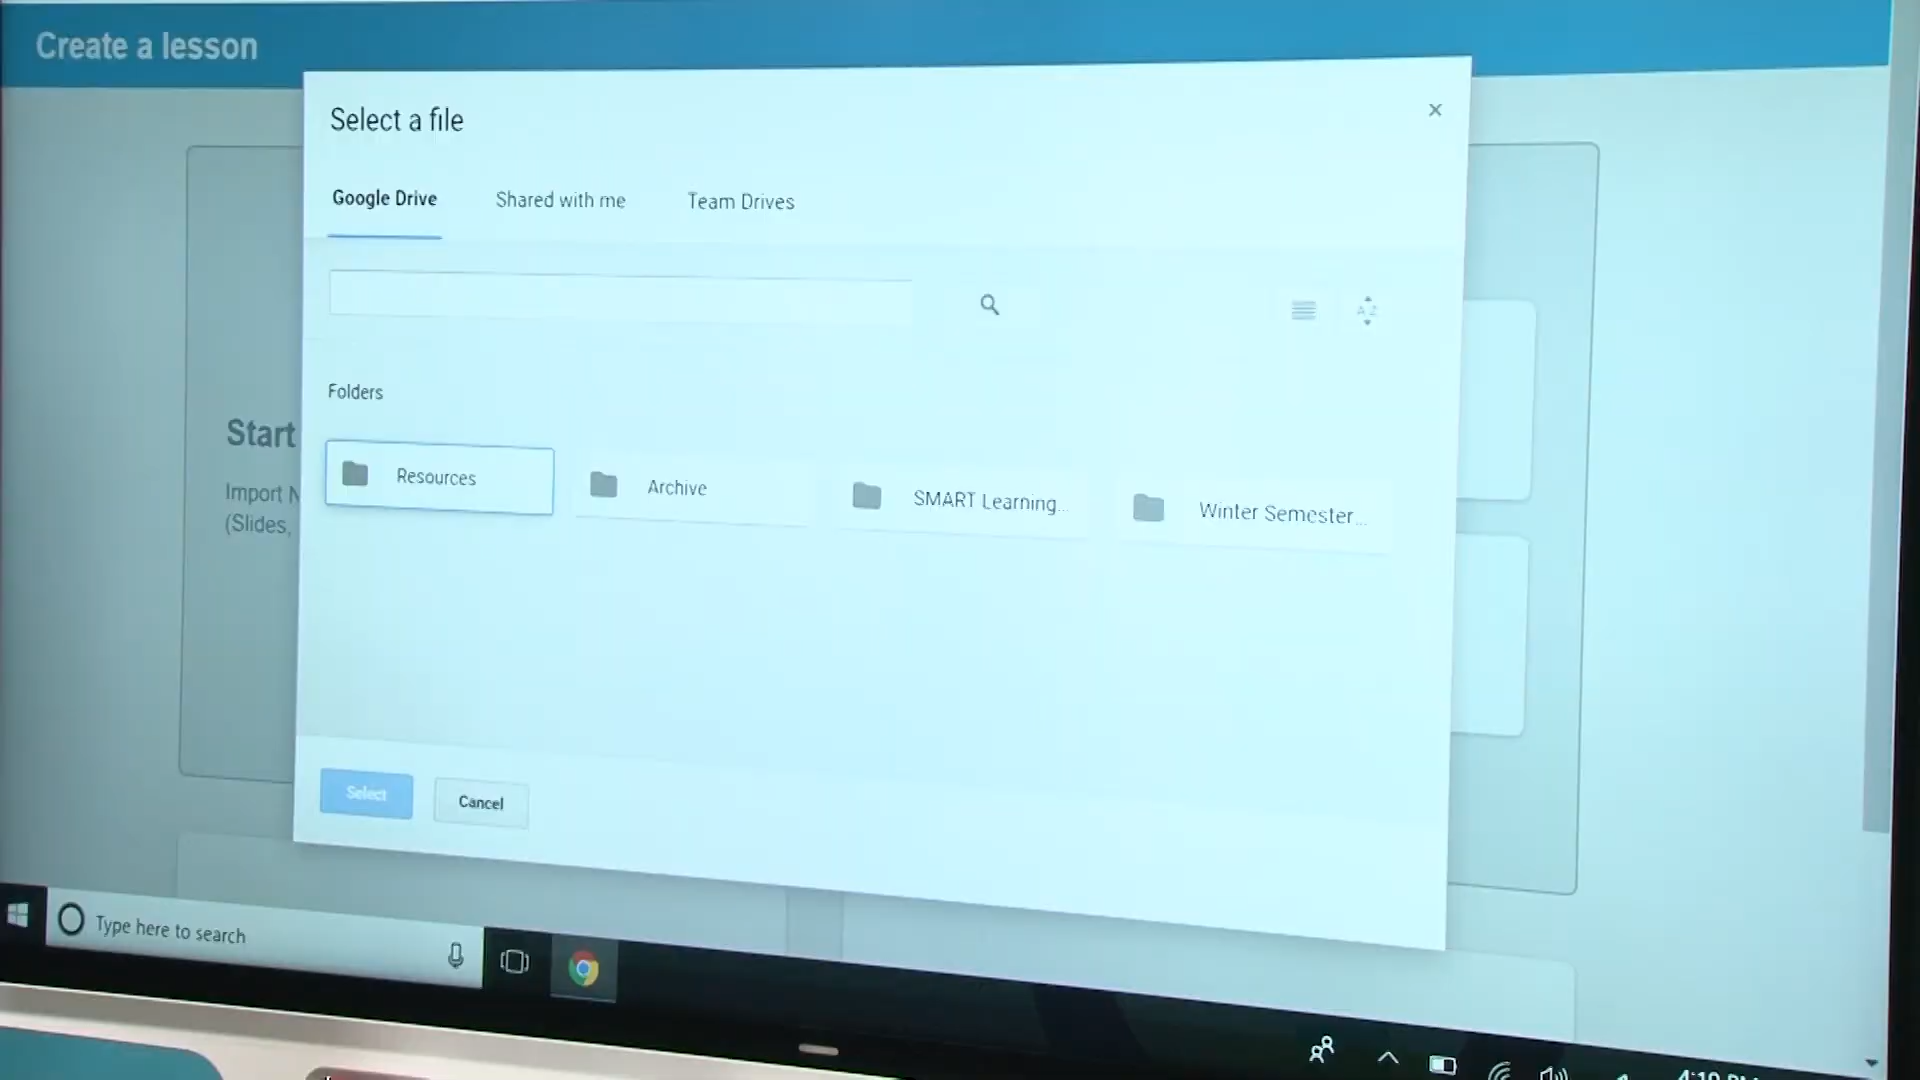 Create a lesson
Select a file
Google Drive
Shared with me
Team Drives
AZ
Folders
Resources
Archive
SMART Learning...
Winter Semester...
Start
Import
(Slides,
Select
Cancel
Type here to search